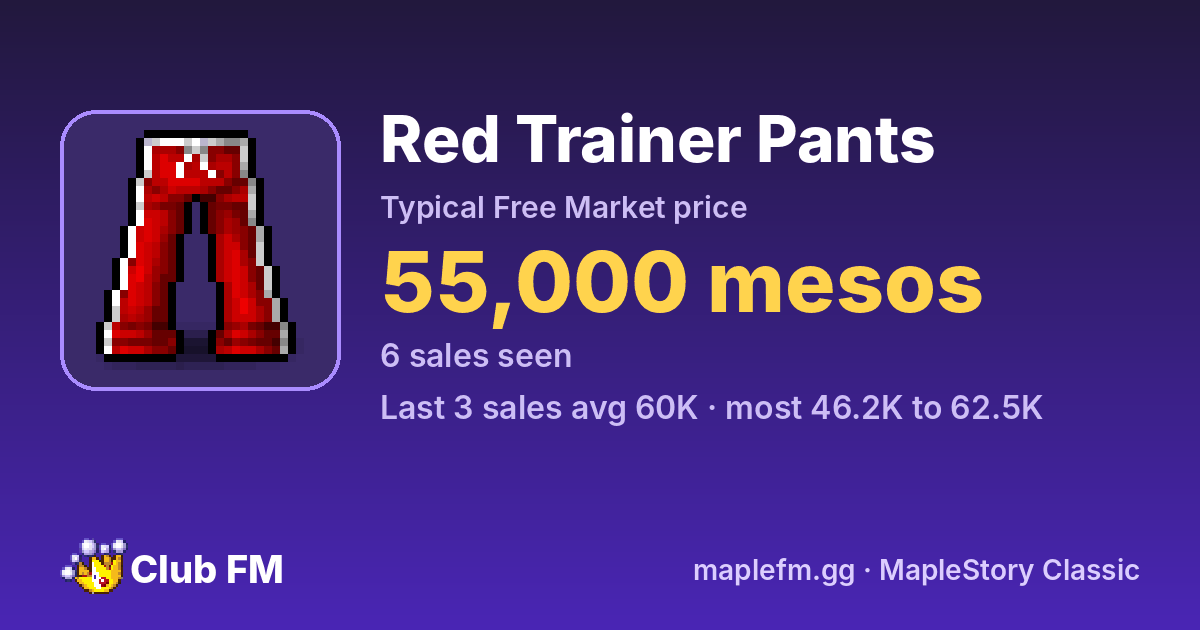 Red Trainer Pants
Typical Free Market price
55,000 mesos
6 sales seen
Last 3 sales avg 60K · most 46.2K to 62.5K
Club FM
maplefm.gg · MapleStory Classic